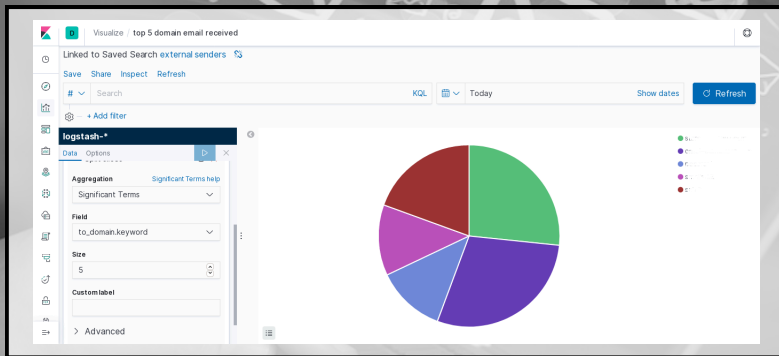 D Visualize / top 5 domain email received
Linked to Saved Search external senders
Save Share Inspect Refresh
# Search KQL
Today Show dates
Refresh
+ Add filter
logstash-*
Data Options
Aggregation Significant Terms help
Significant Terms
Field
to_domain.keyword
Size
5
Custom label
> Advanced